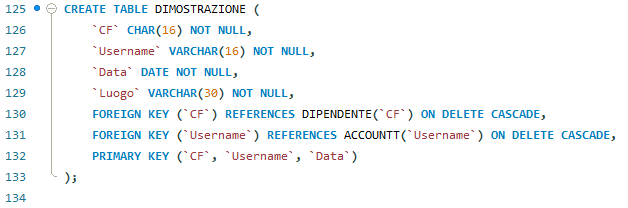 125 CREATE TABLE DIMOSTRAZIONE (
126 `CF` CHAR(16) NOT NULL,
127 `Username` VARCHAR(16) NOT NULL,
128 `Data` DATE NOT NULL,
129 `Luogo` VARCHAR(30) NOT NULL,
130 FOREIGN KEY (`CF`) REFERENCES DIPENDENTE(`CF`) ON DELETE CASCADE,
131 FOREIGN KEY (`Username`) REFERENCES ACCOUNTT(`Username`) ON DELETE CASCADE,
132 PRIMARY KEY (`CF`, `Username`, `Data`)
133 );
134